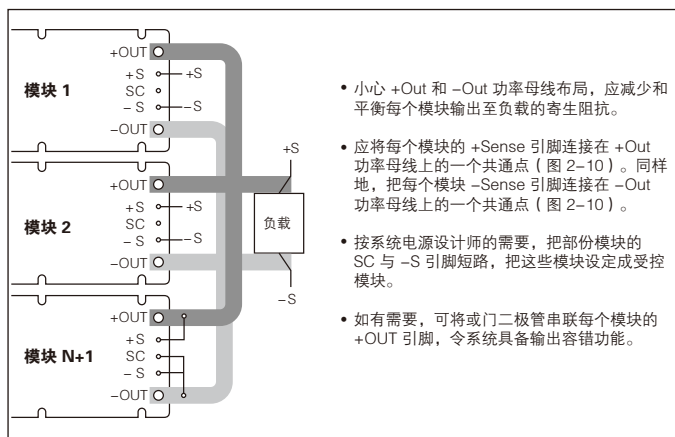 +OUT
模块 1
+S
+S
SC
– S
–S
–OUT
+S
+OUT
模块 2
+S
+S
SC
– S
–S
–OUT
负载
–S
+OUT
模块 N+1
+S
SC
– S
–OUT
• 小心 +Out 和 –Out 功率母线布局，应减少和
平衡每个模块输出至负载的寄生阻抗。
• 应将每个模块的 +Sense 引脚连接在 +Out
功率母线上的一个共通点（图 2–10）。同样
地，把每个模块 –Sense 引脚连接在 –Out
功率母线上的一个共通点（图 2–10）。
• 按系统电源设计师的需要，把部份模块的
SC 与 –S 引脚短路，把这些模块设定成受控
模块。
• 如有需要，可将或门二极管串联每个模块的
+OUT 引脚，令系统具备输出容错功能。